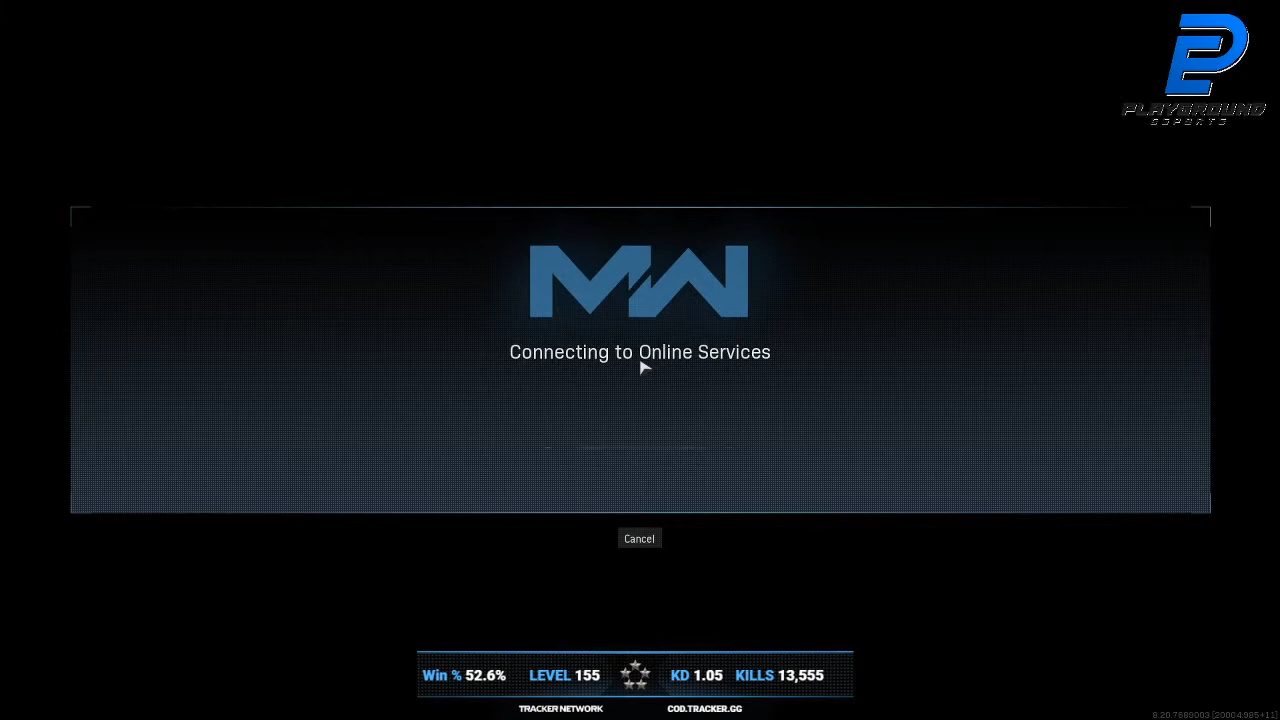 PLAYGROUND
ESPORTS
MW
Connecting to Online Services
Cancel
Win % 52.6% LEVEL 155 KD 1.05 KILLS 13,555
TRACKER NETWORK COD.TRACKER.GG